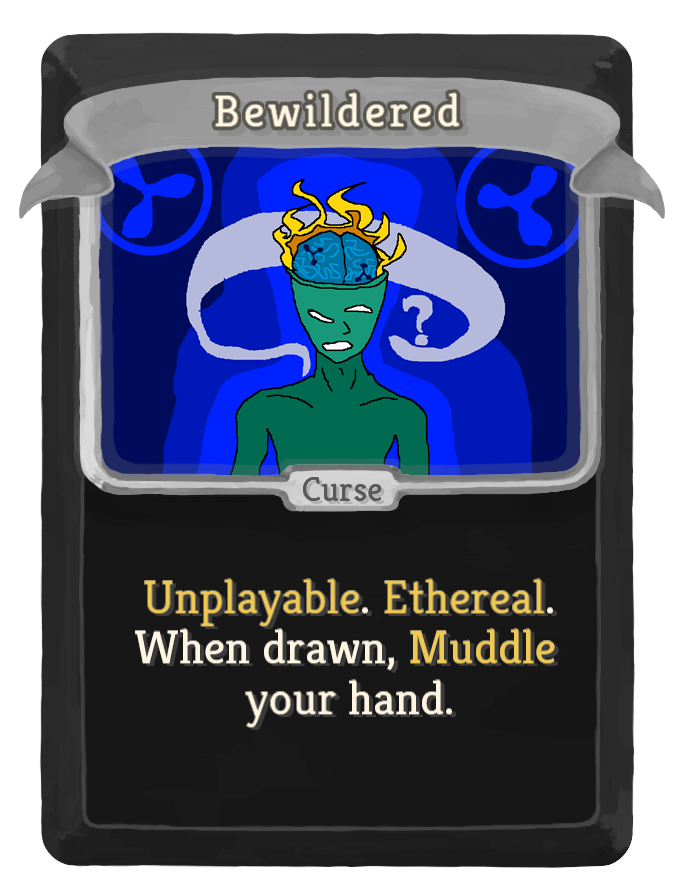 Bewildered
?
Curse
Unplayable. Ethereal.
When drawn, Muddle
your hand.